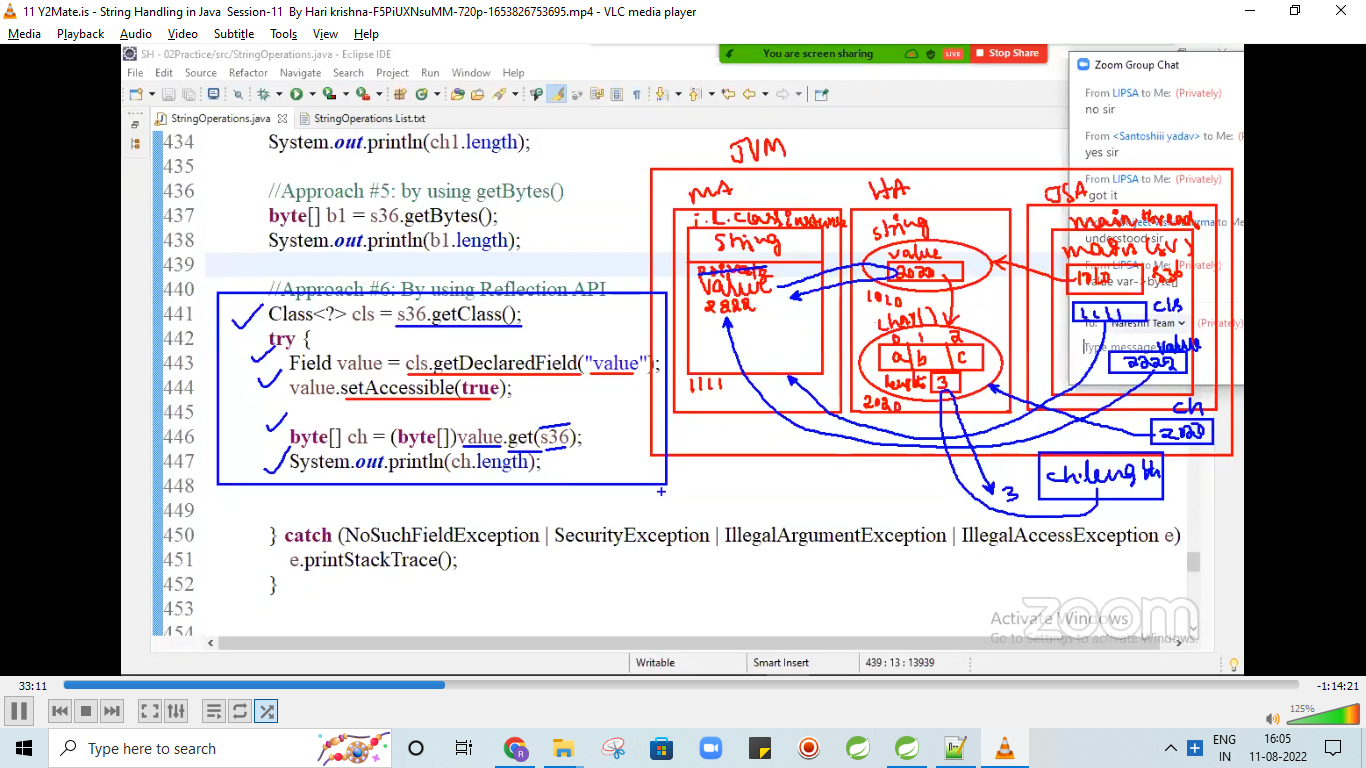 11 Y2Mate.is - String Handling in Java  Session-11  By Hari krishna-F5PiUXNsuMM-720p-1653826753695.mp4 - VLC media player
Media Playback Audio Video Subtitle Tools View Help
SH - 02Practice/src/StringOperations.java - Eclipse IDE
You are screen sharing LIVE Stop Share
File Edit Source Refactor Navigate Search Project Run Window Help
StringOperations.java StringOperations List.txt
434 System.out.println(ch1.length);
435
436 //Approach #5: by using getBytes()
437 byte[] b1 = s36.getBytes();
438 System.out.println(b1.length);
439
440 //Approach #6: By using Reflection API
441 Class<?> cls = s36.getClass();
442 try {
443 Field value = cls.getDeclaredField("value");
444 value.setAccessible(true);
445
446 byte[] ch = (byte[])value.get(s36);
447 System.out.println(ch.length);
448
449
450 } catch (NoSuchFieldException | SecurityException | IllegalArgumentException | IllegalAccessException e)
451 e.printStackTrace();
452 }
453
454
JVM
MA
j.L.Class instance
String
value
2222
1111
HA
string
value
2020
1010
char[]
0 1 2
a b c
length 3
2020
JSA
main thread
1010 s36
1111 cls
2222 value
ch
2020
ch.length
3
Zoom Group Chat
From LIPSA to Me: (Privately)
no sir
From <Santoshiii yadav> to Me:
yes sir
From LIPSA to Me: (Privately)
got it
to Me
understood sir
From LIPSA to Me: (Privately)
value var--byte[]
To: Naresh i Team (Privately)
Type message
zoom
Activate Windows
Go to Settings to activate Windows.
Writable Smart Insert 439 : 13 : 13939
33:11 -1:14:21
125%
Type here to search
ENG
IN
16:05
11-08-2022